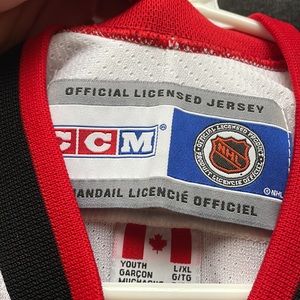 OFFICIAL LICENSED JERSEY
CCM®
OFFICIAL LICENSED PRODUCT
NHL
PRODUIT LICENCIÉ OFFICIEL
®NHL
CHANDAIL LICENCIÉ OFFICIEL
YOUTH L/XL
GARÇON G/TG
MUCHACHO